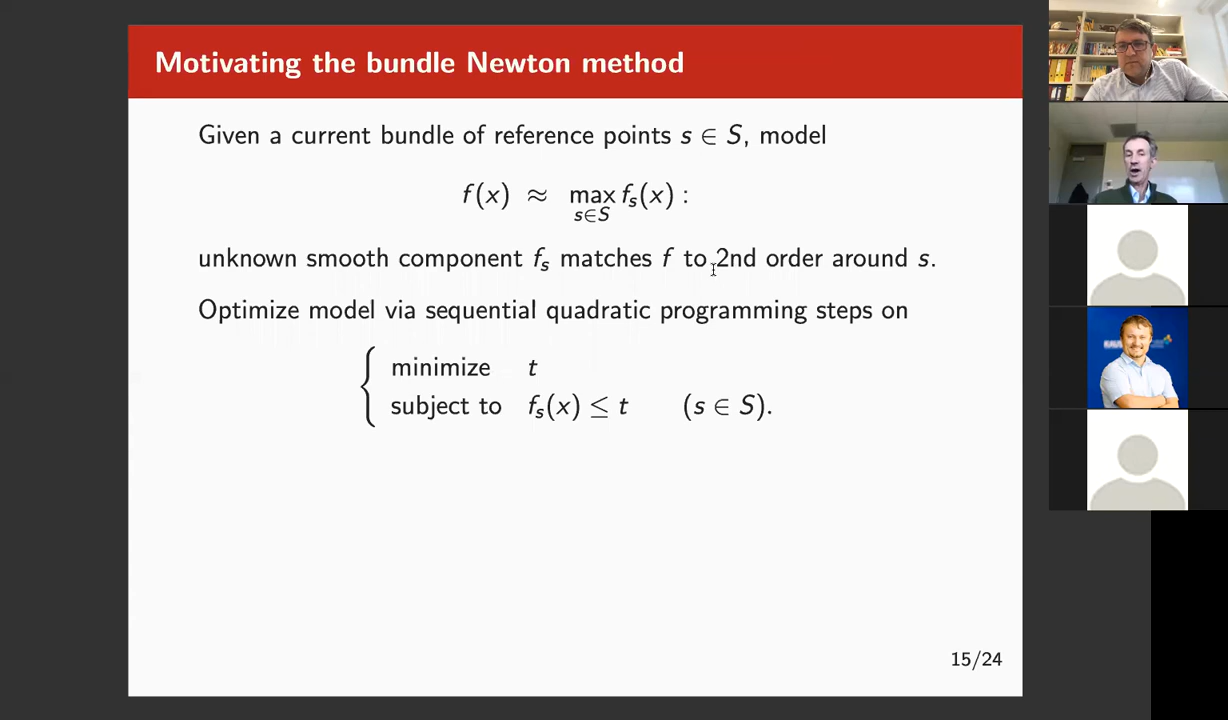 Motivating the bundle Newton method
Given a current bundle of reference points s ∈ S, model
f(x) ≈ max f_s(x) :
s∈S
unknown smooth component f_s matches f to 2nd order around s.
Optimize model via sequential quadratic programming steps on
minimize t
subject to f_s(x) ≤ t (s ∈ S).
15/24